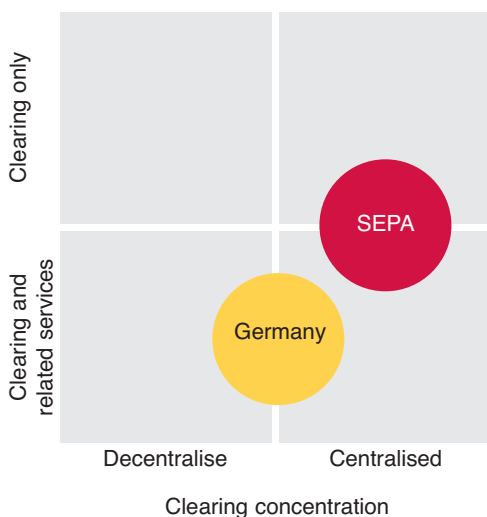 Clearing only
SEPA
Clearing and
related services
Germany
Decentralise
Centralised
Clearing concentration